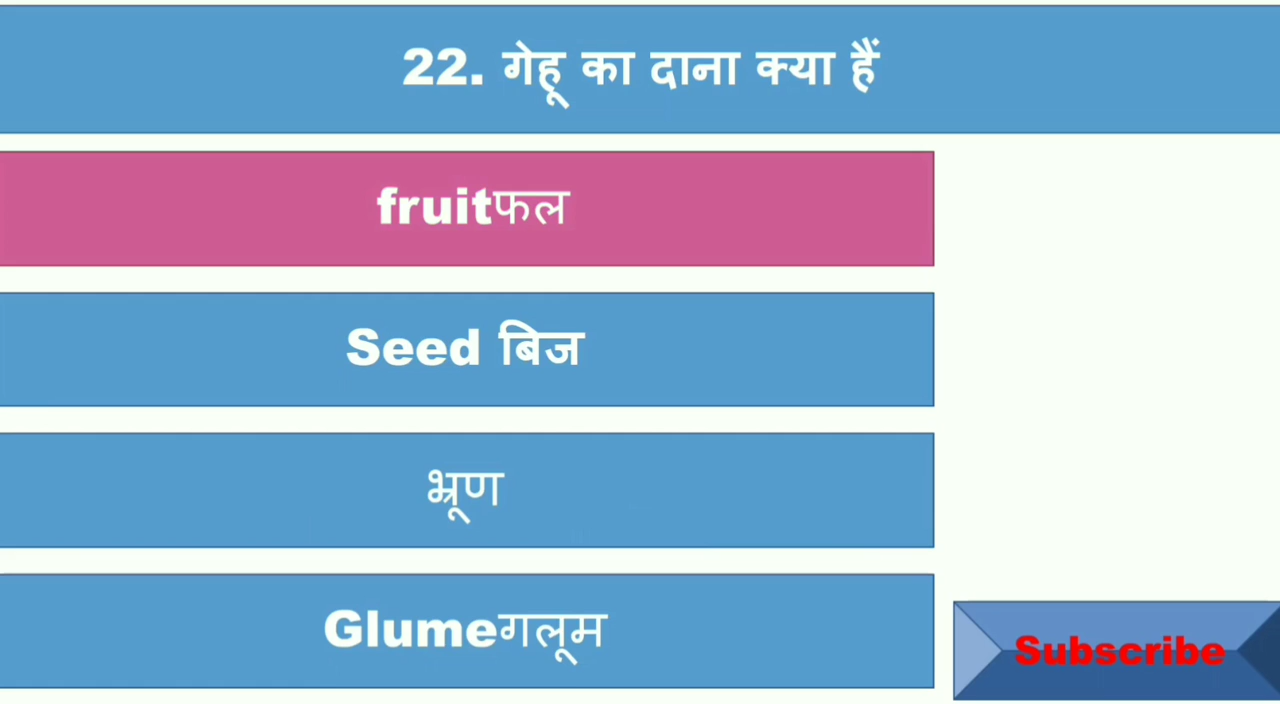 22. गेहू का दाना क्या हैं
fruitफल
Seed बिज
भ्रूण
Glumeगलूम
Subscribe